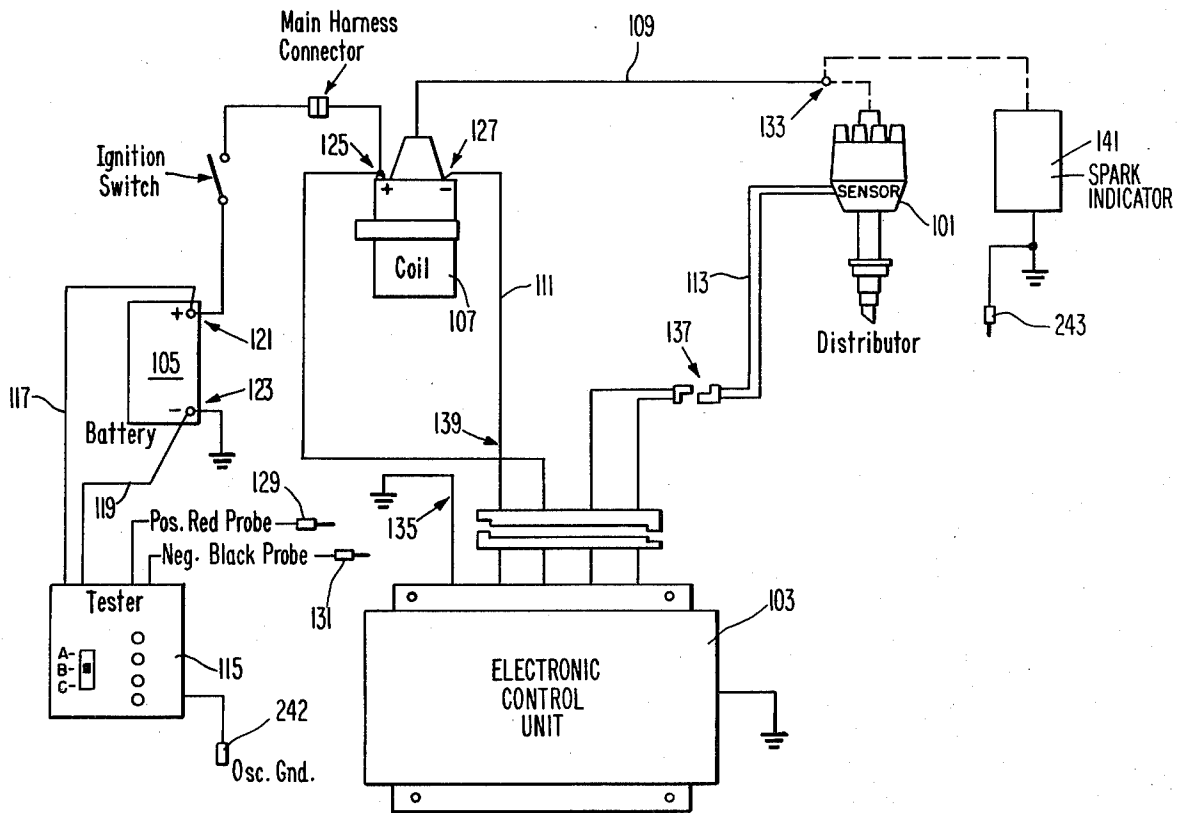 Main Harness
Connector
109
133
125
127
Ignition
Switch
141
SPARK
INDICATOR
+ −
SENSOR
101
Coil
107
111
113
243
Distributor
+
121
105
137
117
123
−
Battery
139
119
129
Pos. Red Probe
135
Neg. Black Probe
131
Tester
103
A-
B-
C-
115
ELECTRONIC
CONTROL
UNIT
242
Osc. Gnd.